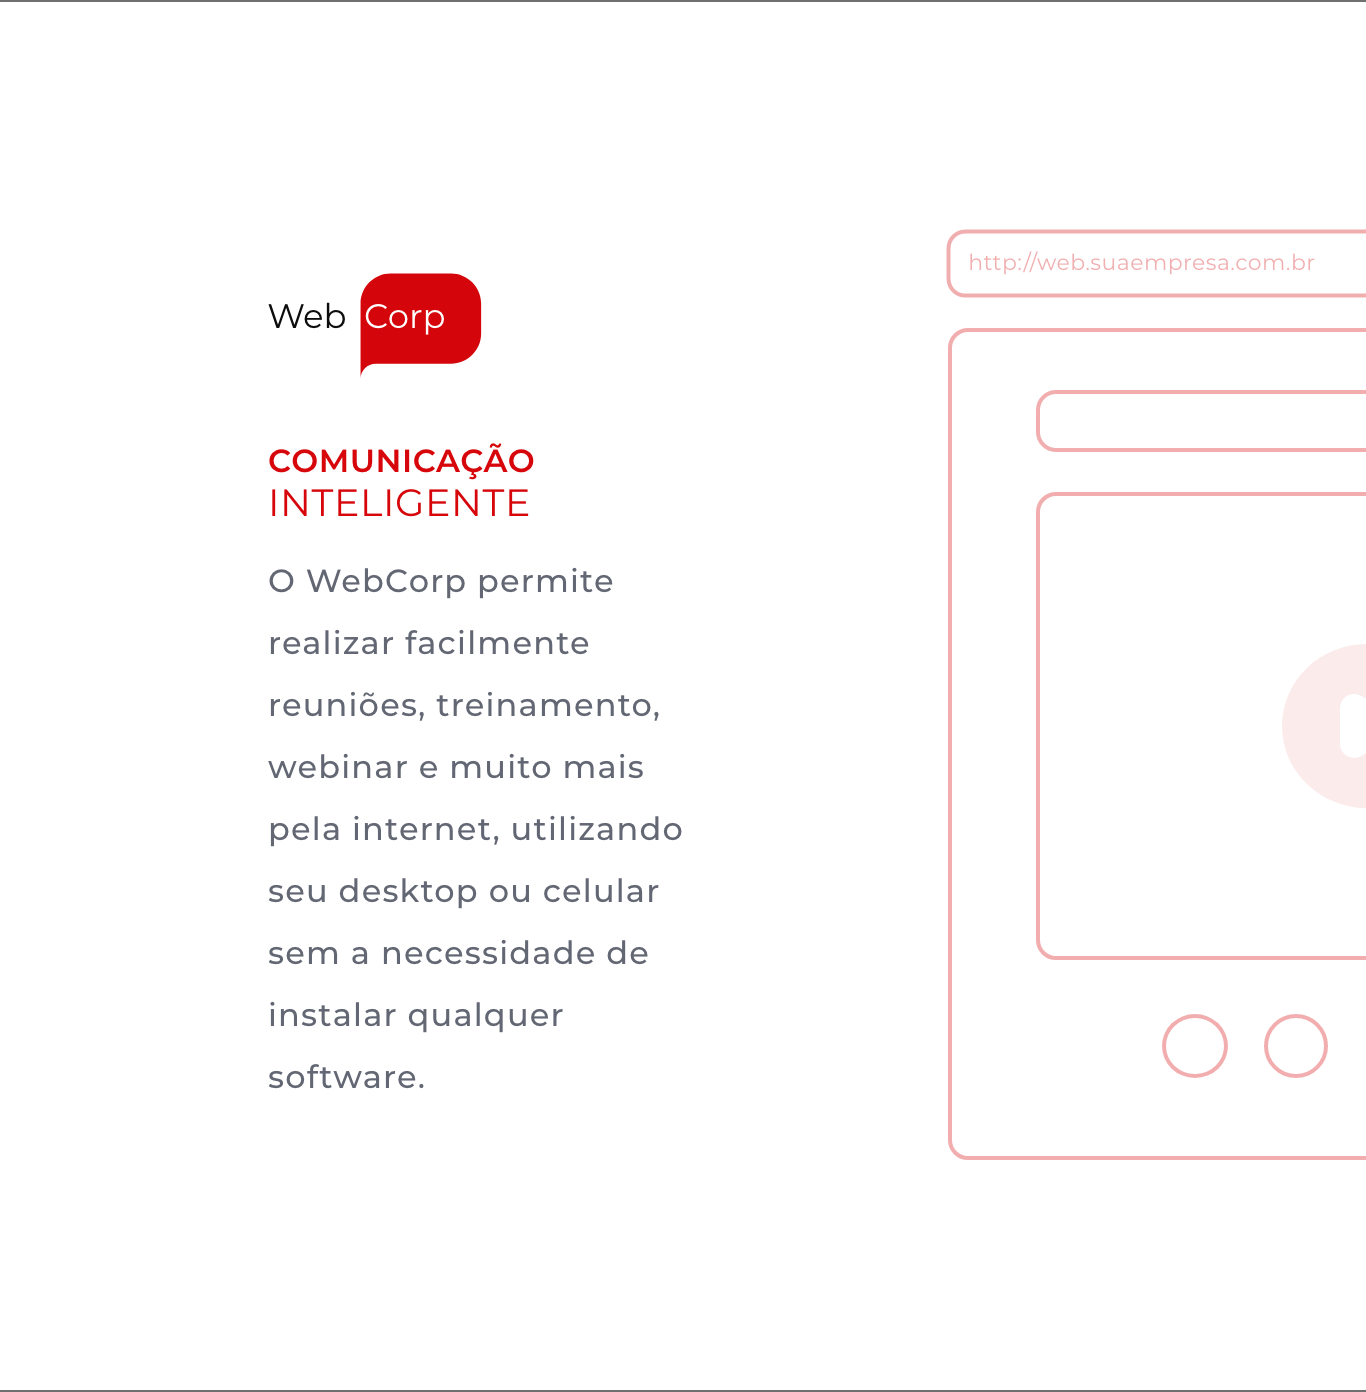 Web Corp
COMUNICAÇÃO
INTELIGENTE
O WebCorp permite
realizar facilmente
reuniões, treinamento,
webinar e muito mais
pela internet, utilizando
seu desktop ou celular
sem a necessidade de
instalar qualquer
software.
http://web.suaempresa.com.br